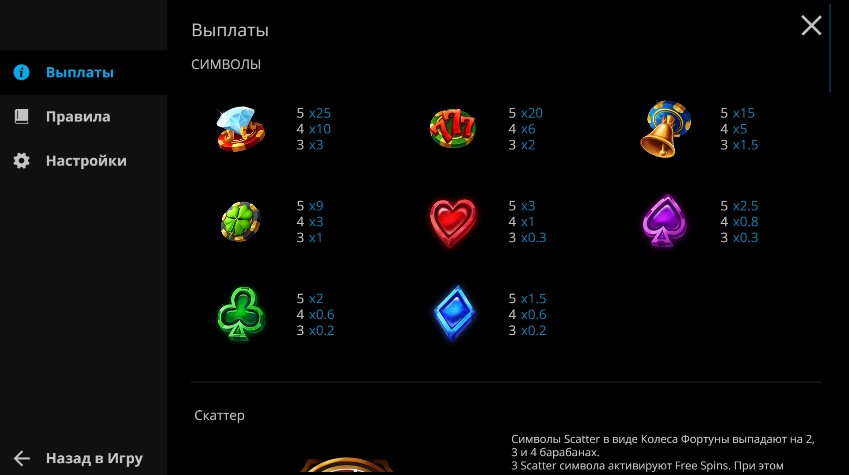 Выплаты
Правила
Настройки
Назад в Игру
Выплаты
СИМВОЛЫ
5 x25
4 x10
3 x3
777
5 x20
4 x6
3 x2
5 x15
4 x5
3 x1.5
5 x9
4 x3
3 x1
5 x3
4 x1
3 x0.3
5 x2.5
4 x0.8
3 x0.3
5 x2
4 x0.6
3 x0.2
5 x1.5
4 x0.6
3 x0.2
Скаттер
Символы Scatter в виде Колеса Фортуны выпадают на 2,
3 и 4 барабанах.
3 Scatter символа активируют Free Spins. При этом